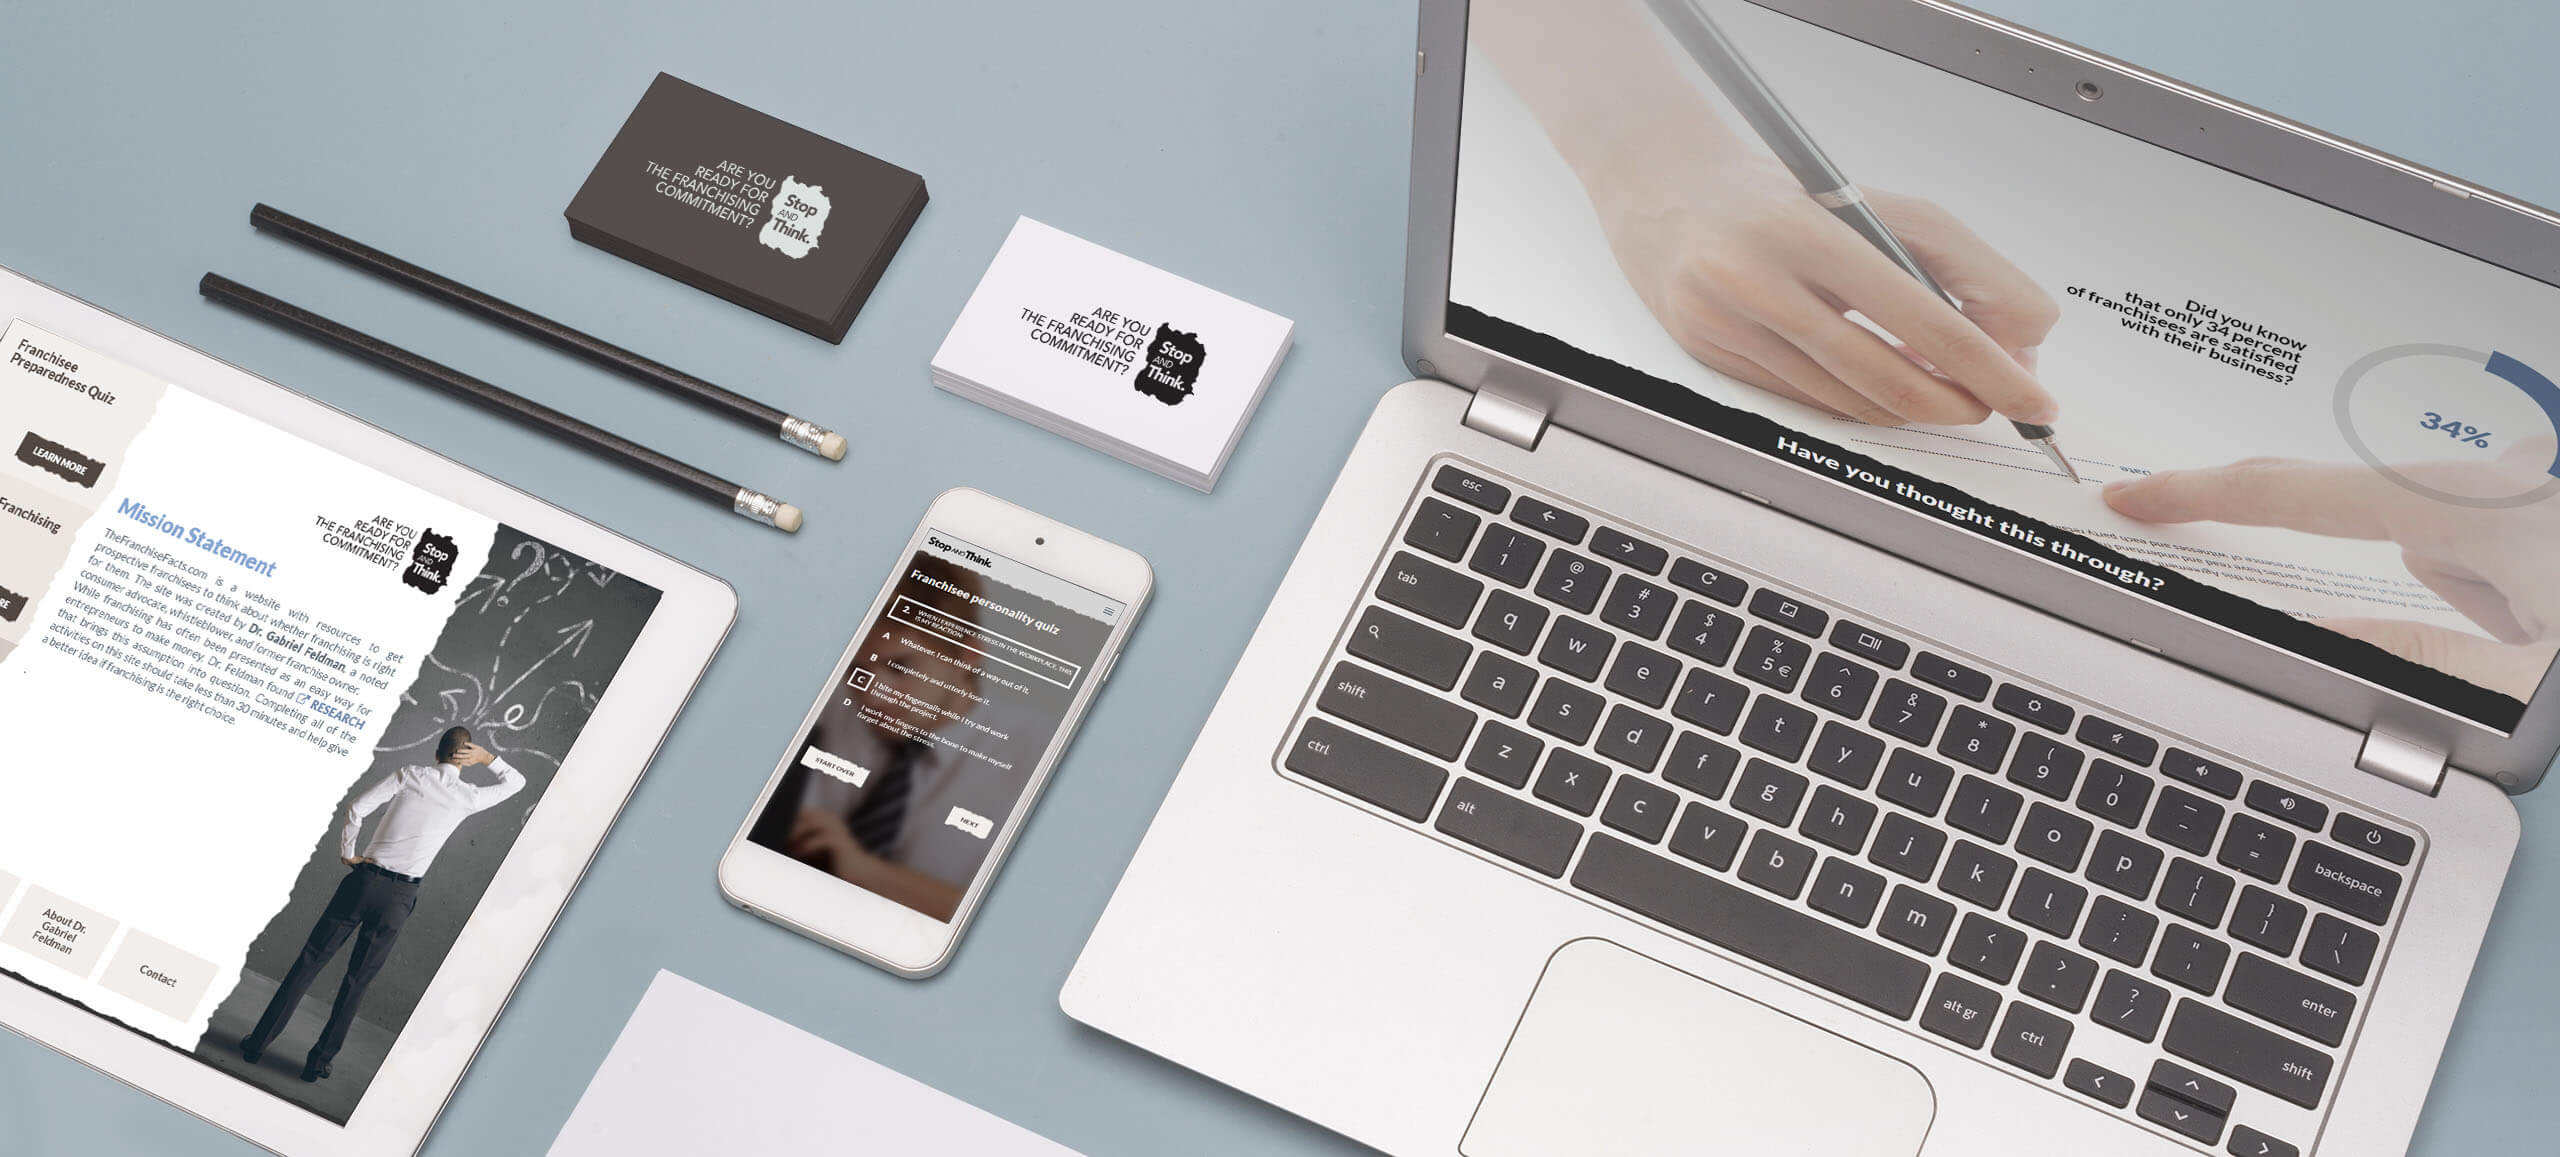 ARE YOU
READY FOR
THE FRANCHISING
COMMITMENT?
Stop
AND
Think.
ARE YOU
READY FOR
THE FRANCHISING
COMMITMENT?
Stop
AND
Think.
Franchisee
Preparedness Quiz
LEARN MORE
Franchising
Mission Statement
ARE YOU
READY FOR
THE FRANCHISING
COMMITMENT?
Stop
AND
Think.
TheFranchiseFacts.com is a website with resources to get
prospective franchisees to think about whether franchising is right
for them. The site was created by Dr. Gabriel Feldman, a noted
consumer advocate, whistleblower, and former franchise owner.
While franchising has often been presented as an easy way for
entrepreneurs to make money, Dr. Feldman found RESEARCH
that brings this assumption into question. Completing all of the
activities on this site should take less than 30 minutes and help give
a better idea if franchising is the right choice.
About Dr.
Gabriel
Feldman
Contact
Stop AND Think.
Franchisee personality quiz
2. WHEN I EXPERIENCE STRESS IN THE WORKPLACE, THIS
IS MY REACTION:
A Whatever, I can think of a way out of it.
B I completely and utterly lose it.
C I bite my fingernails while I try and work
through the project.
D I work my fingers to the bone to make myself
forget about the stress.
START OVER
NEXT
Did you know
that only 34 percent
of franchisees are satisfied
with their business?
34%
Have you thought this through?
esc
~
! 1
@ 2
# 3
$ 4
% 5 €
^ 6
& 7
* 8
( 9
) 0
_ -
+ =
backspace
tab
q w e r t y u i o p { [ } ] | \
a s d f g h j k l : ; " ' enter
shift
z x c v b n m < , > . ? / shift
ctrl
alt
alt gr
ctrl